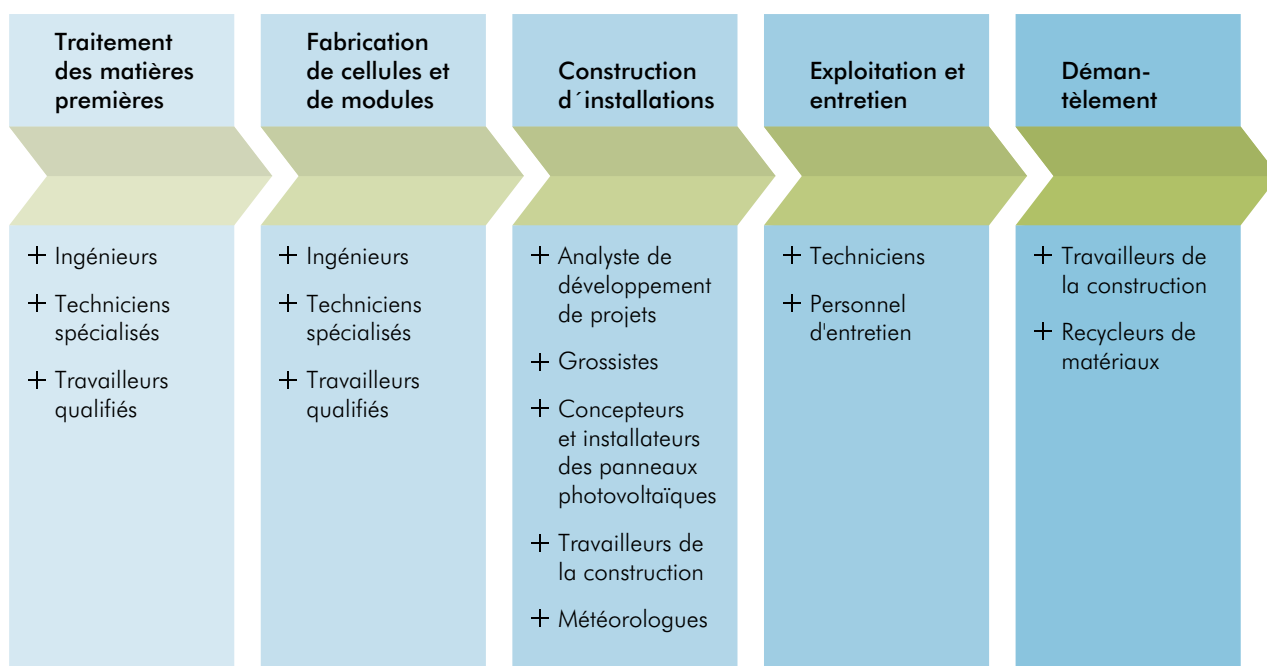 Traitement
des matières
premières
Fabrication
de cellules et
de modules
Construction
d´installations
Exploitation et
entretien
Déman-
tèlement
+ Ingénieurs
+ Techniciens
spécialisés
+ Travailleurs
qualifiés
+ Ingénieurs
+ Techniciens
spécialisés
+ Travailleurs
qualifiés
+ Analyste de
développement
de projets
+ Grossistes
+ Concepteurs
et installateurs
des panneaux
photovoltaïques
+ Travailleurs de
la construction
+ Météorologues
+ Techniciens
+ Personnel
d'entretien
+ Travailleurs de
la construction
+ Recycleurs de
matériaux